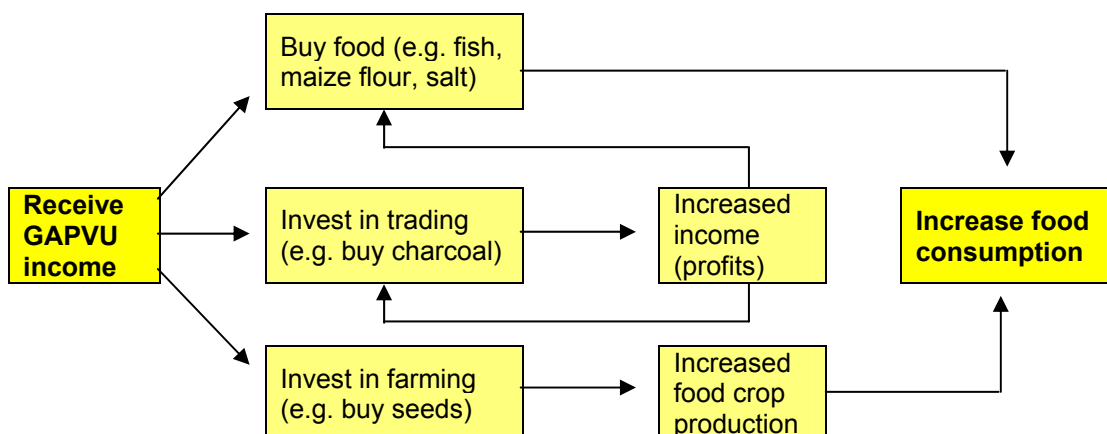 Buy food (e.g. fish,
maize flour, salt)
Receive
GAPVU
income
Invest in trading
(e.g. buy charcoal)
Increased
income
(profits)
Increase food
consumption
Invest in farming
(e.g. buy seeds)
Increased
food crop
production